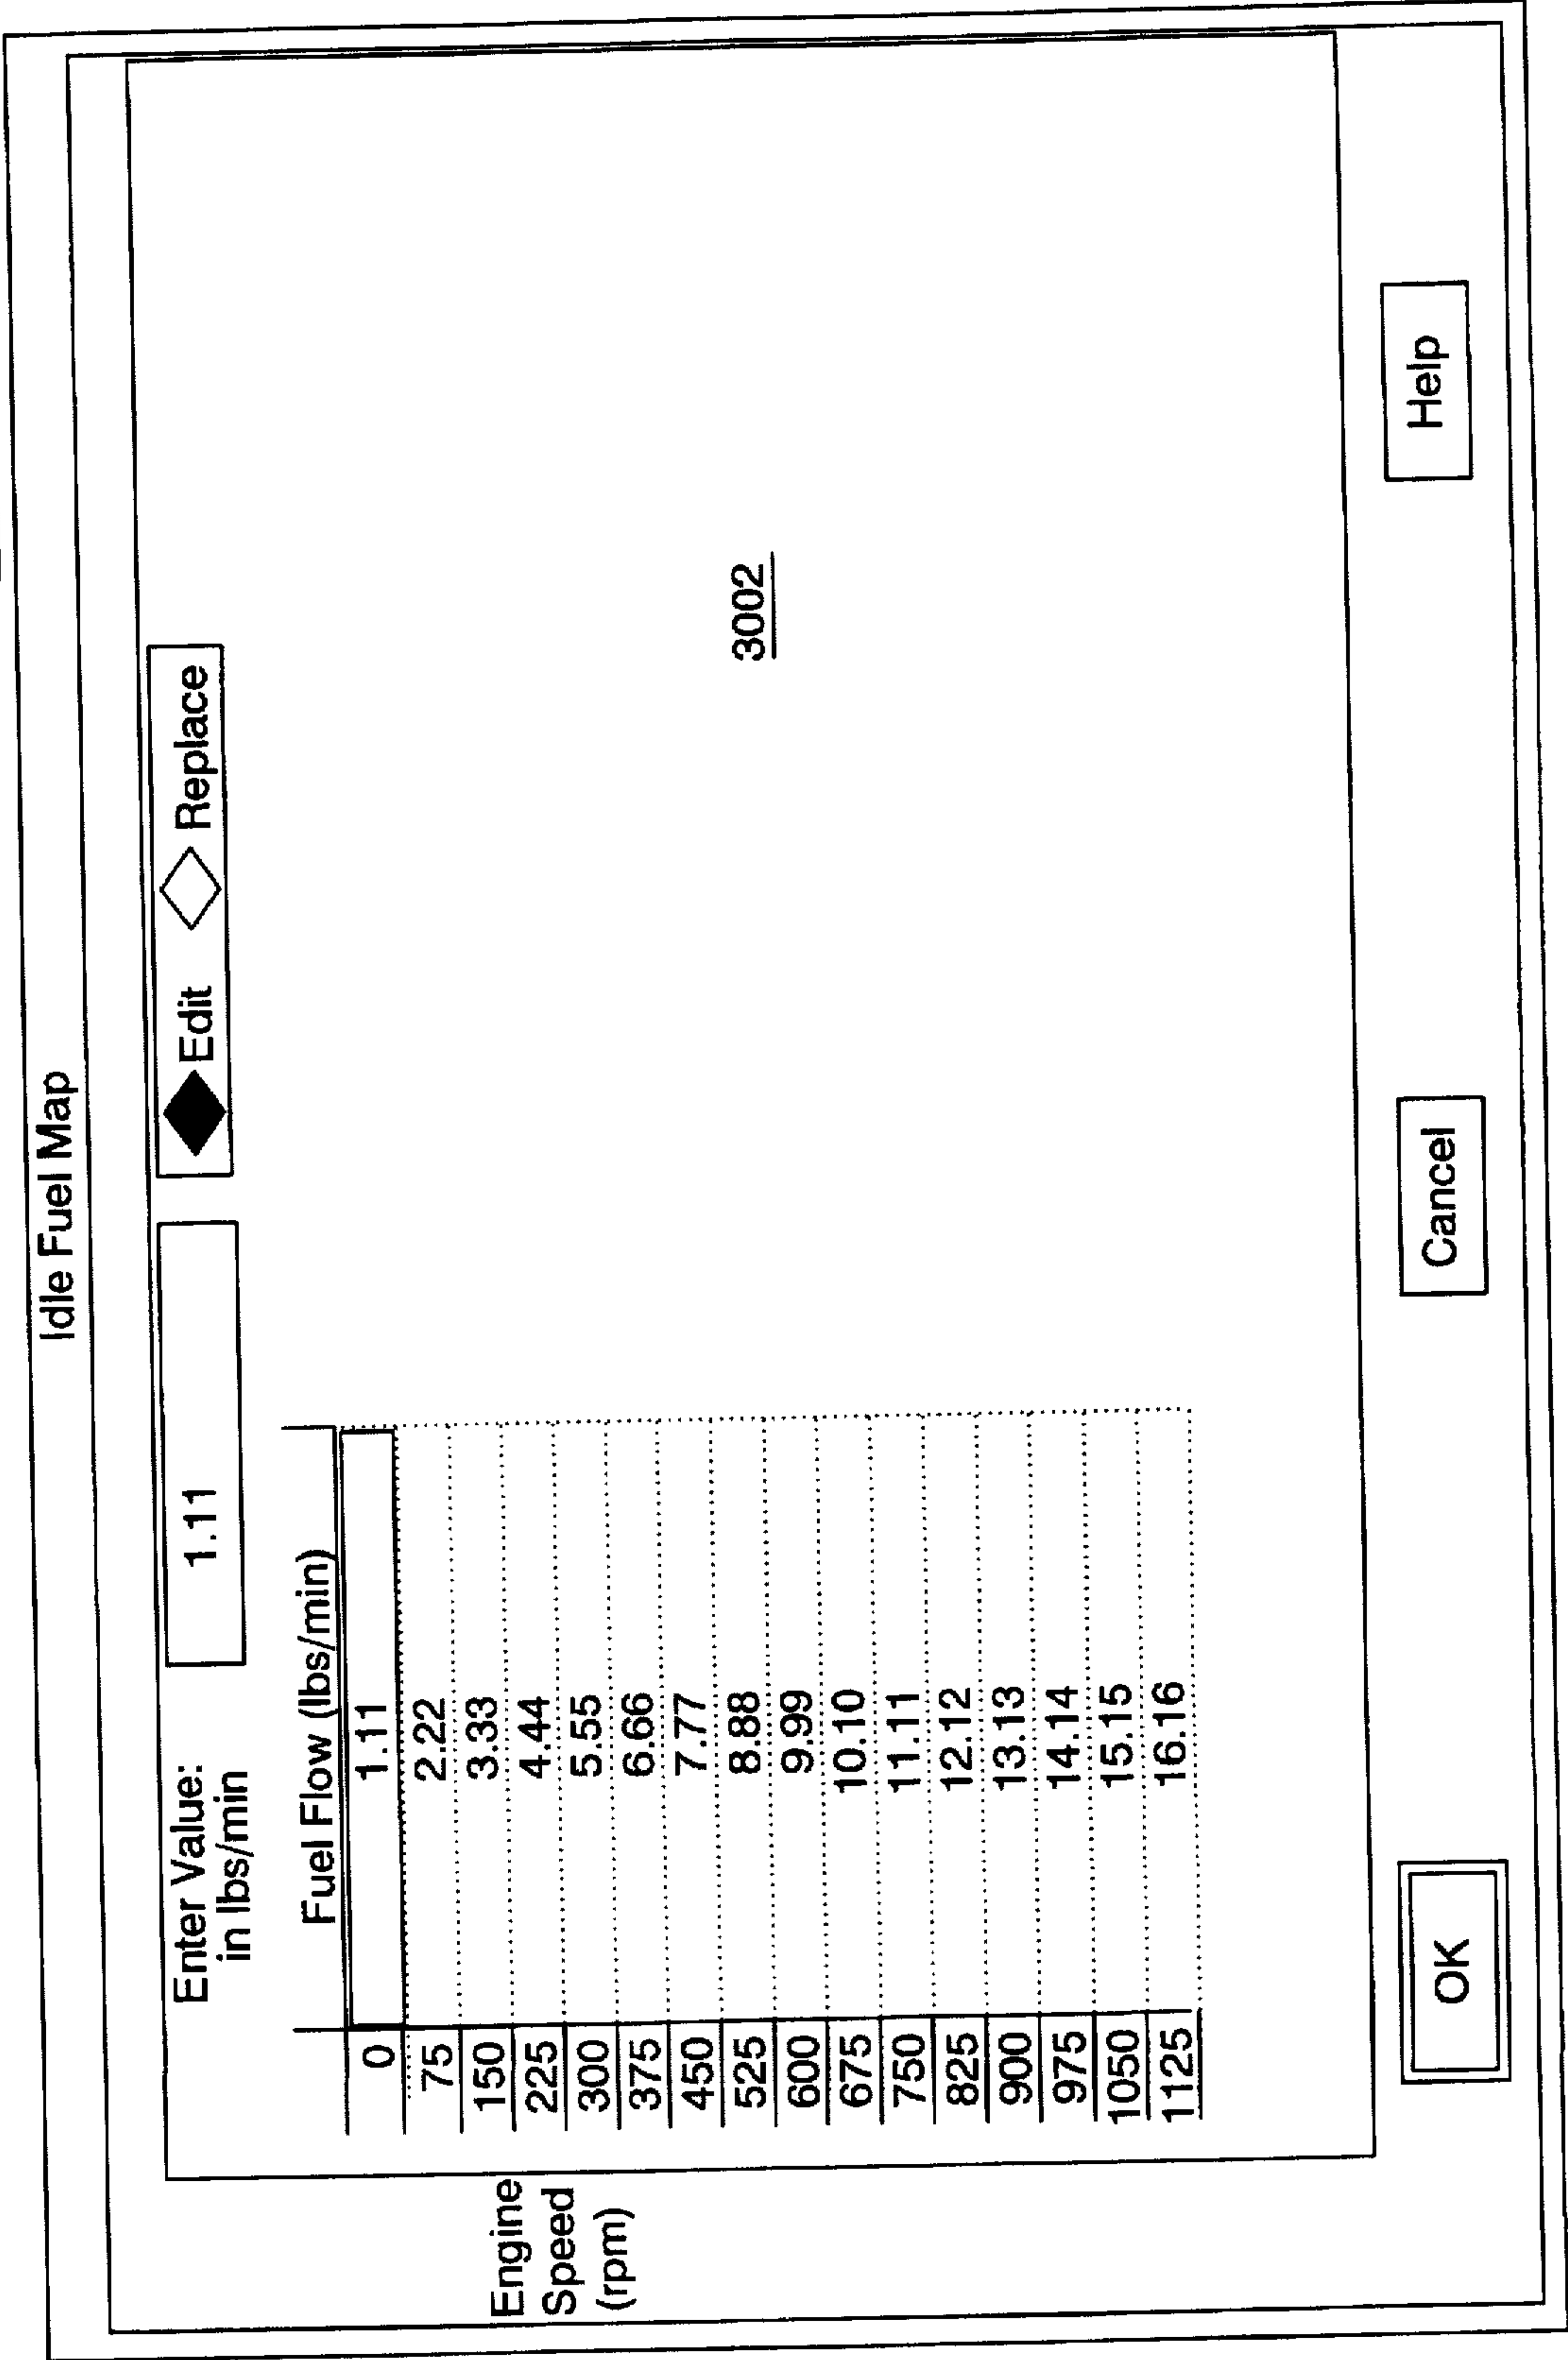 Idle Fuel Map
Enter Value: 1.11 Edit Replace
in lbs/min
Fuel Flow (lbs/min)
0 1.11
75 2.22
150 3.33
Engine 225 4.44
Speed 300 5.55
(rpm) 375 6.66
450 7.77
525 8.88
3002
600 9.99
675 10.10
750 11.11
825 12.12
900 13.13
975 14.14
1050 15.15
1125 16.16
OK Cancel Help